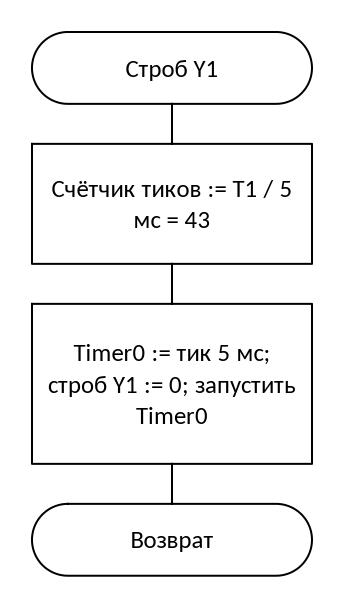 Строб Y1
Счётчик тиков := T1 / 5
мс = 43
Timer0 := тик 5 мс;
строб Y1 := 0; запустить
Timer0
Возврат